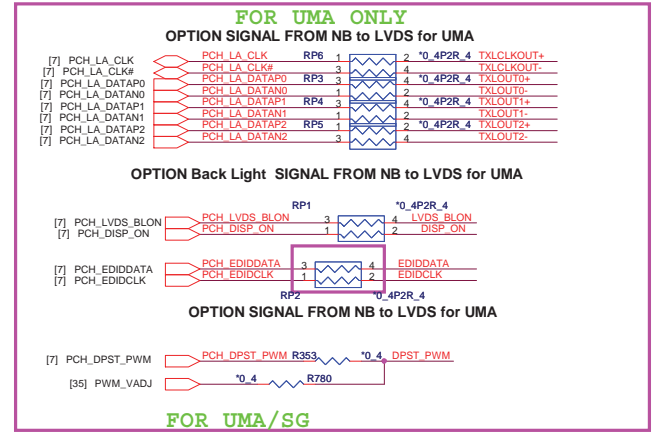 FOR UMA ONLY
OPTION SIGNAL FROM NB to LVDS for UMA
[7] PCH_LA_CLK PCH_LA_CLK RP6 1 2 *0_4P2R_4 TXLCLKOUT+
[7] PCH_LA_CLK# PCH_LA_CLK# 3 4 TXLCLKOUT-
[7] PCH_LA_DATAP0 PCH_LA_DATAP0 RP3 3 4 *0_4P2R_4 TXLOUT0+
[7] PCH_LA_DATAN0 PCH_LA_DATAN0 1 2 TXLOUT0-
[7] PCH_LA_DATAP1 PCH_LA_DATAP1 RP4 3 4 *0_4P2R_4 TXLOUT1+
[7] PCH_LA_DATAN1 PCH_LA_DATAN1 1 2 TXLOUT1-
[7] PCH_LA_DATAP2 PCH_LA_DATAP2 RP5 1 2 *0_4P2R_4 TXLOUT2+
[7] PCH_LA_DATAN2 PCH_LA_DATAN2 3 4 TXLOUT2-
OPTION Back Light SIGNAL FROM NB to LVDS for UMA
RP1 *0_4P2R_4
[7] PCH_LVDS_BLON PCH_LVDS_BLON 3 4 LVDS_BLON
[7] PCH_DISP_ON PCH_DISP_ON 1 2 DISP_ON
[7] PCH_EDIDDATA PCH_EDIDDATA 3 4 EDIDDATA
[7] PCH_EDIDCLK PCH_EDIDCLK 1 2 EDIDCLK
RP2 *0_4P2R_4
OPTION SIGNAL FROM NB to LVDS for UMA
[7] PCH_DPST_PWM PCH_DPST_PWM R353 *0_4 DPST_PWM
[35] PWM_VADJ *0_4 R780
FOR UMA/SG